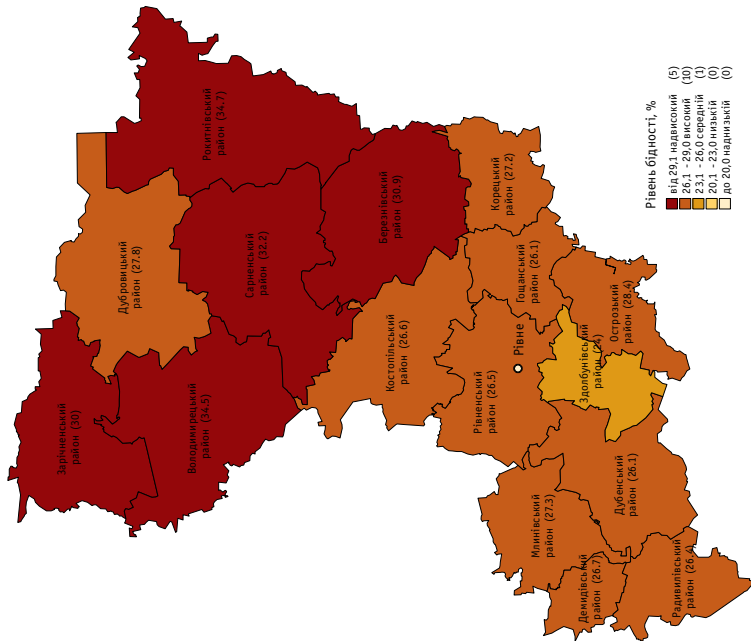 Зарічненський
район (30)
Дубровицький
район (27.8)
Рокитнівський
район (34.7)
Володимирецький
район (34.5)
Сарненський
район (32.2)
Березнівський
район (30.9)
Костопільський
район (26.6)
Корецький
район (27.2)
Гощанський
район (26.1)
Рівненський
район (26.5)
Рівне
Здолбунівський
район (24)
Острозький
район (28.4)
Млинівський
район (27.3)
Дубенський
район (26.1)
Демидівський
район (26.7)
Радивилівський
район (26.4)
Рівень бідності, %
від 29,1 надвисокий (5)
26,1 - 29,0 високий (10)
23,1 - 26,0 середній (1)
20,1 - 23,0 низькій (0)
до 20,0 наднизькій (0)